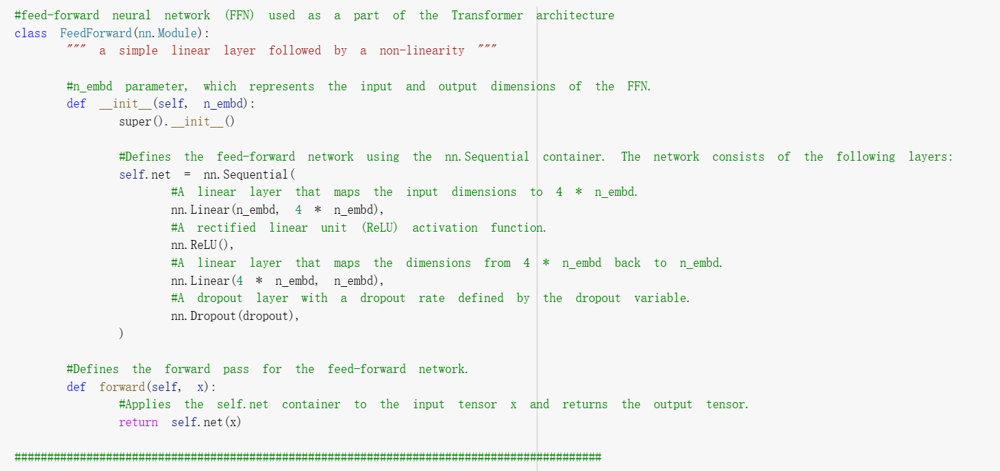 #feed-forward neural network (FFN) used as a part of the Transformer architecture
class FeedForward(nn.Module):
""" a simple linear layer followed by a non-linearity """
#n_embd parameter, which represents the input and output dimensions of the FFN.
def __init__(self, n_embd):
super().__init__()
#Defines the feed-forward network using the nn.Sequential container. The network consists of the following layers:
self.net = nn.Sequential(
#A linear layer that maps the input dimensions to 4 * n_embd.
nn.Linear(n_embd, 4 * n_embd),
#A rectified linear unit (ReLU) activation function.
nn.ReLU(),
#A linear layer that maps the dimensions from 4 * n_embd back to n_embd.
nn.Linear(4 * n_embd, n_embd),
#A dropout layer with a dropout rate defined by the dropout variable.
nn.Dropout(dropout),
)
#Defines the forward pass for the feed-forward network.
def forward(self, x):
#Applies the self.net container to the input tensor x and returns the output tensor.
return self.net(x)
##########################################################################################